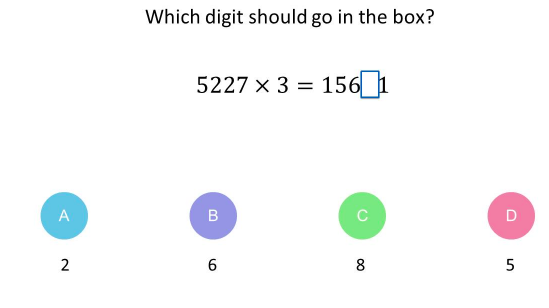 Which digit should go in the box?
5227 × 3 = 156□1
A B C D
2 6 8 5